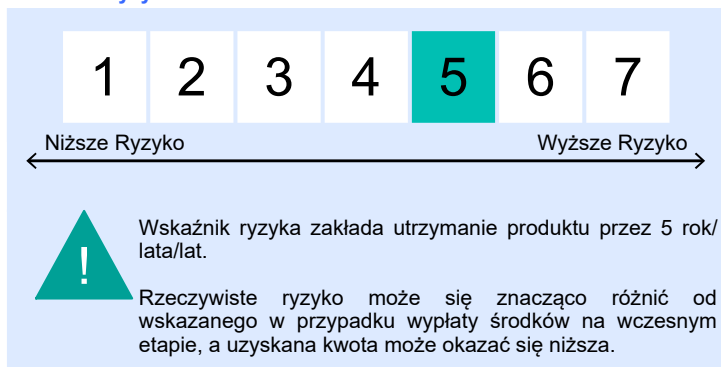 1 2 3 4 5 6 7
Niższe Ryzyko Wyższe Ryzyko
! Wskaźnik ryzyka zakłada utrzymanie produktu przez 5 rok/
lata/lat.
Rzeczywiste ryzyko może się znacząco różnić od
wskazanego w przypadku wypłaty środków na wczesnym
etapie, a uzyskana kwota może okazać się niższa.